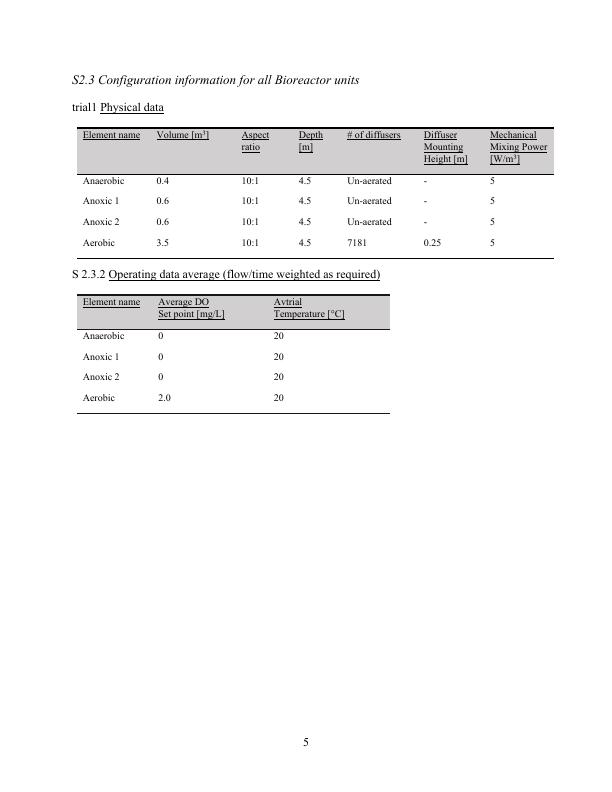 S2.3 Configuration information for all Bioreactor units
trial1 Physical data
Element name Volume [m³] Aspect ratio Depth [m] # of diffusers Diffuser Mounting Height [m] Mechanical Mixing Power [W/m³]
Anaerobic 0.4 10:1 4.5 Un-aerated - 5
Anoxic 1 0.6 10:1 4.5 Un-aerated - 5
Anoxic 2 0.6 10:1 4.5 Un-aerated - 5
Aerobic 3.5 10:1 4.5 7181 0.25 5
S 2.3.2 Operating data average (flow/time weighted as required)
Element name Average DO Set point [mg/L] Avtrial Temperature [°C]
Anaerobic 0 20
Anoxic 1 0 20
Anoxic 2 0 20
Aerobic 2.0 20
5